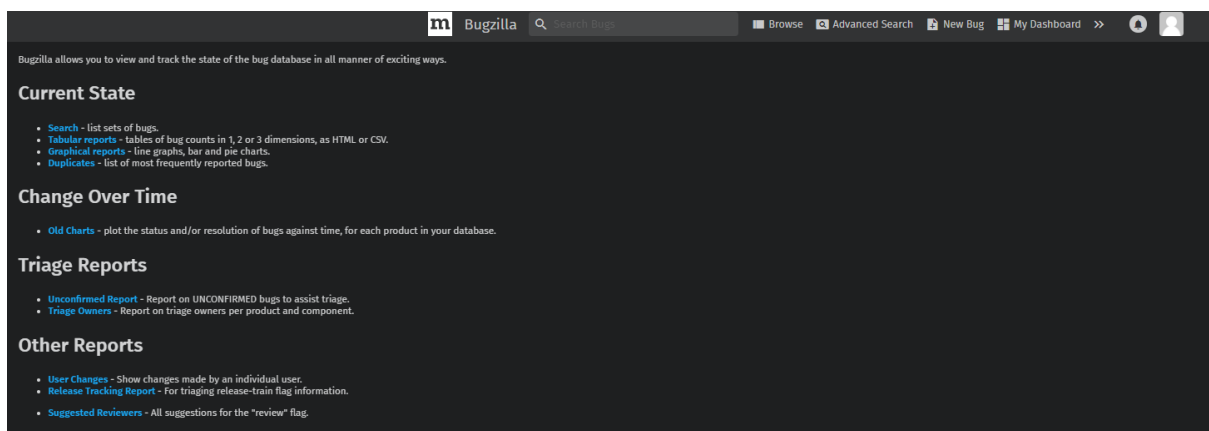 m Bugzilla Search Bugs Browse Advanced Search New Bug My Dashboard »
Bugzilla allows you to view and track the state of the bug database in all manner of exciting ways.
Current State
• Search - list sets of bugs.
• Tabular reports - tables of bug counts in 1, 2 or 3 dimensions, as HTML or CSV.
• Graphical reports - line graphs, bar and pie charts.
• Duplicates - list of most frequently reported bugs.
Change Over Time
• Old Charts - plot the status and/or resolution of bugs against time, for each product in your database.
Triage Reports
• Unconfirmed Report - Report on UNCONFIRMED bugs to assist triage.
• Triage Owners - Report on triage owners per product and component.
Other Reports
• User Changes - Show changes made by an individual user.
• Release Tracking Report - For triaging release-train flag information.
• Suggested Reviewers - All suggestions for the "review" flag.